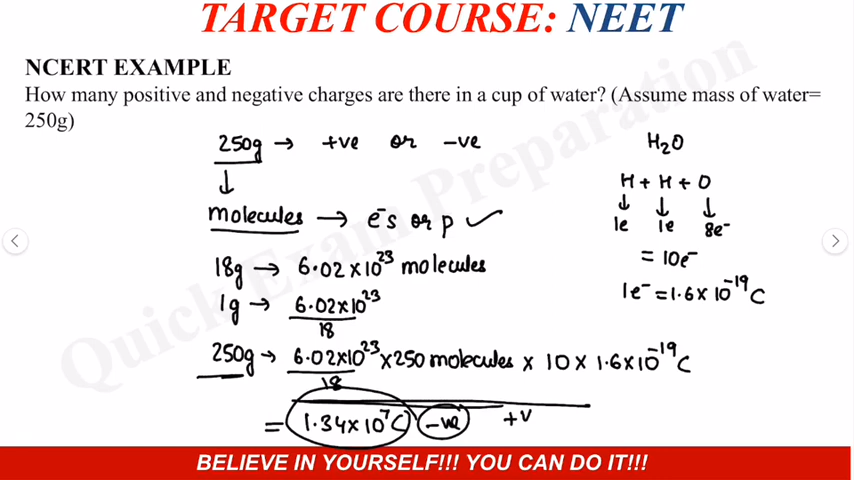 TARGET COURSE: NEET
NCERT EXAMPLE
How many positive and negative charges are there in a cup of water? (Assume mass of water=
250g)
250g → +ve or -ve
↓
molecules → e⁻s or p ✓
18g → 6.02×10²³ molecules
1g → 6.02×10²³/18
250g → 6.02×10²³/18 ×250 molecules × 10 × 1.6×10⁻¹⁹C
= 1.34×10⁷C -ve +v
H₂O
H + H + O
↓ ↓ ↓
1e 1e 8e⁻
= 10e⁻
1e⁻ = 1.6×10⁻¹⁹C
Quick Exam Preparation
BELIEVE IN YOURSELF!!! YOU CAN DO IT!!!